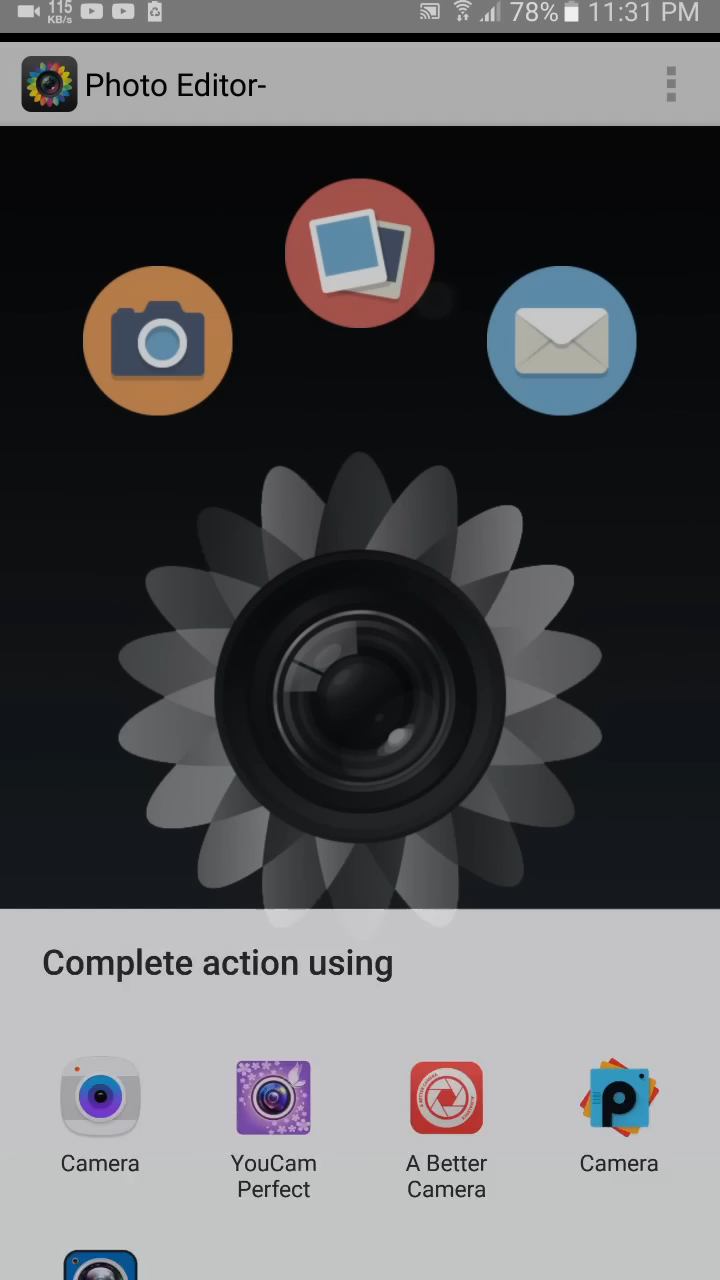 115
KB/s
78% 11:31 PM
Photo Editor-
Complete action using
Camera
YouCam
Perfect
A Better
Camera
Camera